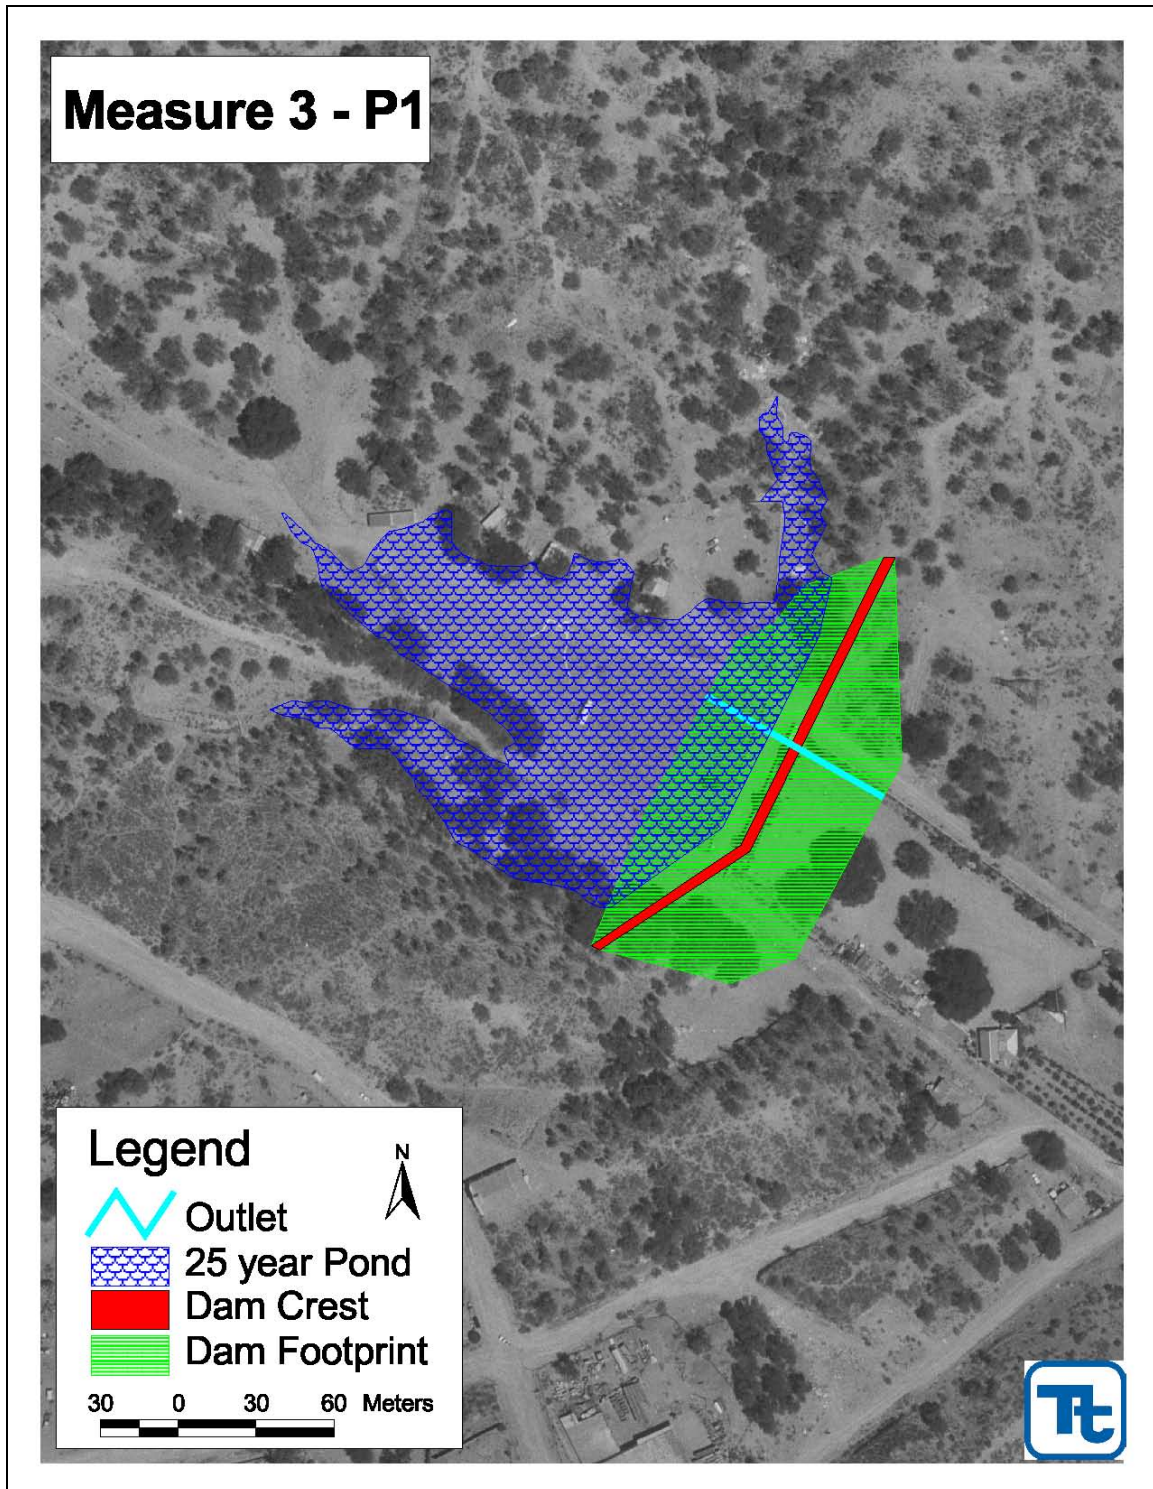 Measure 3 - P1
Legend
N
Outlet
25 year Pond
Dam Crest
Dam Footprint
30 0 30 60 Meters
Tt